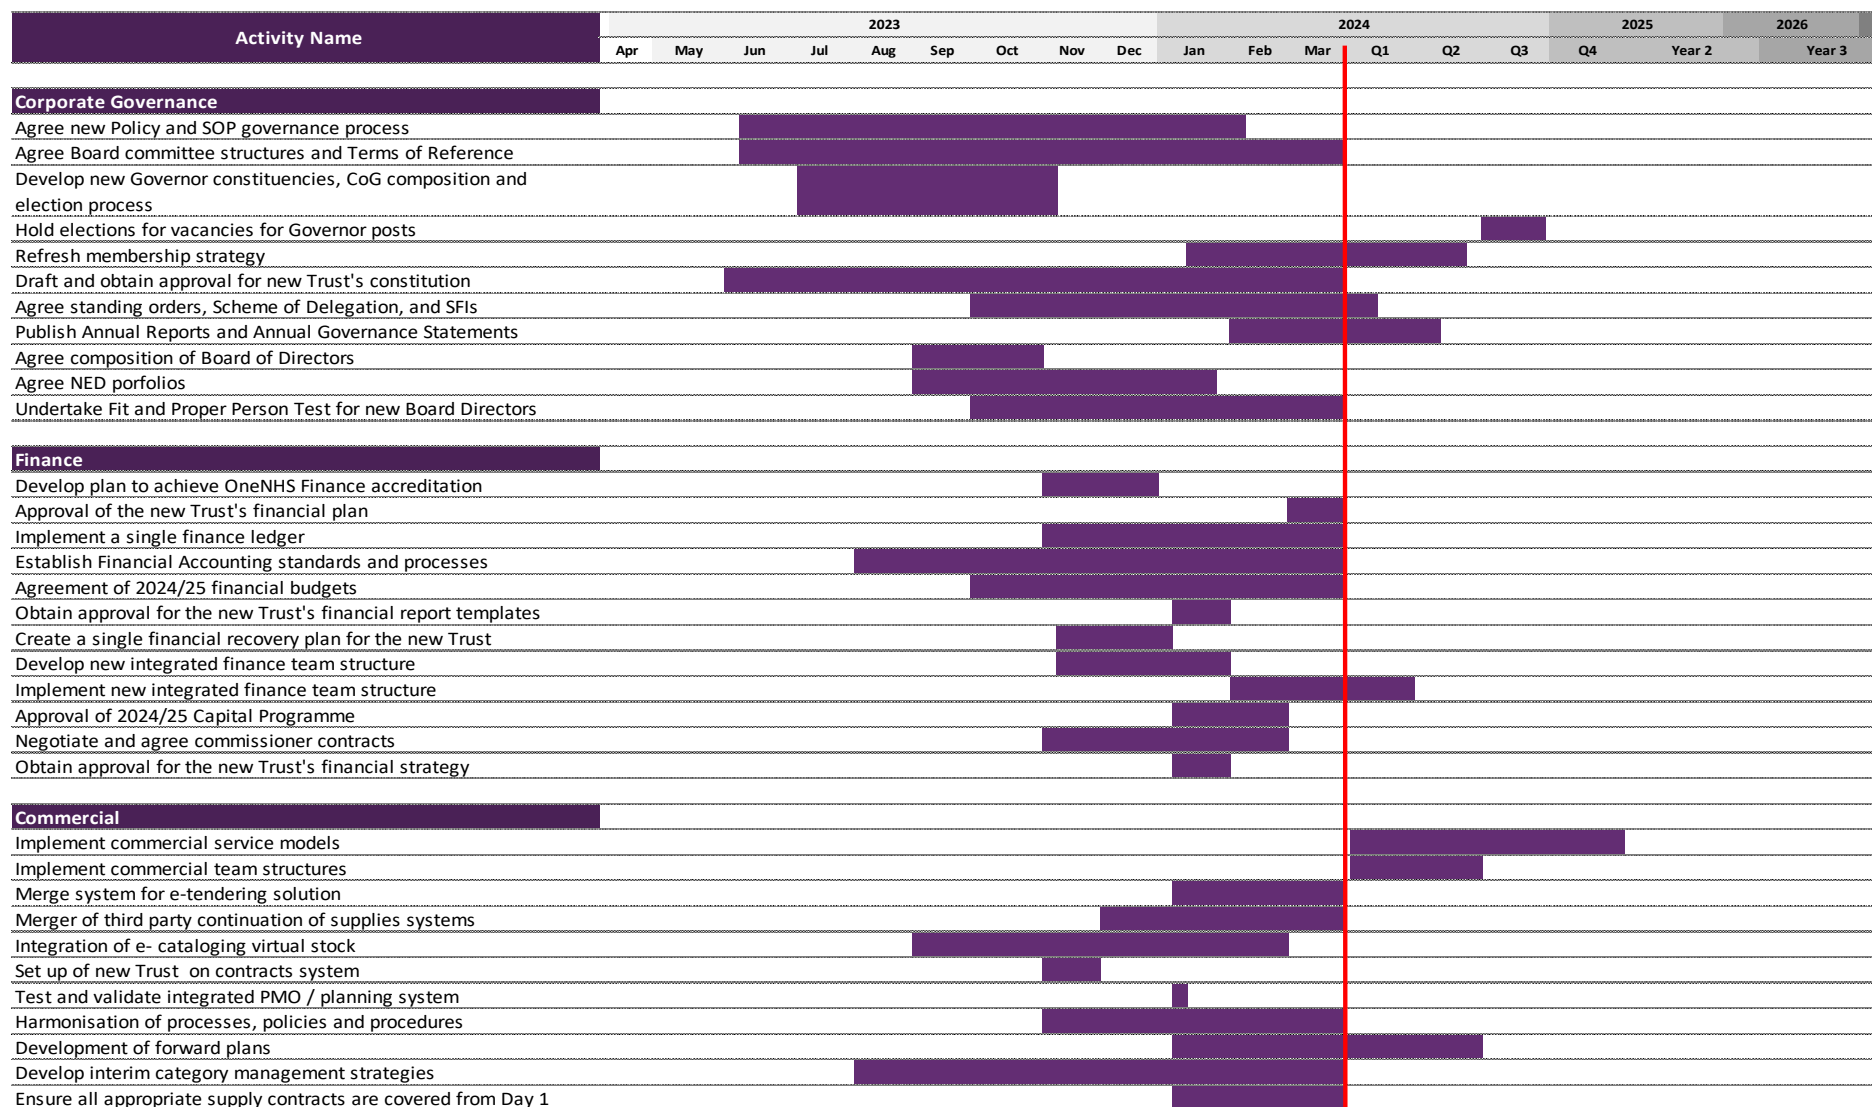 Activity Name
2023 2024 2025 2026
Apr May Jun Jul Aug Sep Oct Nov Dec Jan Feb Mar Q1 Q2 Q3 Q4 Year 2 Year 3
Corporate Governance
Agree new Policy and SOP governance process
Agree Board committee structures and Terms of Reference
Develop new Governor constituencies, CoG composition and
election process
Hold elections for vacancies for Governor posts
Refresh membership strategy
Draft and obtain approval for new Trust's constitution
Agree standing orders, Scheme of Delegation, and SFIs
Publish Annual Reports and Annual Governance Statements
Agree composition of Board of Directors
Agree NED porfolios
Undertake Fit and Proper Person Test for new Board Directors
Finance
Develop plan to achieve OneNHS Finance accreditation
Approval of the new Trust's financial plan
Implement a single finance ledger
Establish Financial Accounting standards and processes
Agreement of 2024/25 financial budgets
Obtain approval for the new Trust's financial report templates
Create a single financial recovery plan for the new Trust
Develop new integrated finance team structure
Implement new integrated finance team structure
Approval of 2024/25 Capital Programme
Negotiate and agree commissioner contracts
Obtain approval for the new Trust's financial strategy
Commercial
Implement commercial service models
Implement commercial team structures
Merge system for e-tendering solution
Merger of third party continuation of supplies systems
Integration of e- cataloging virtual stock
Set up of new Trust  on contracts system
Test and validate integrated PMO / planning system
Harmonisation of processes, policies and procedures
Development of forward plans
Develop interim category management strategies
Ensure all appropriate supply contracts are covered from Day 1